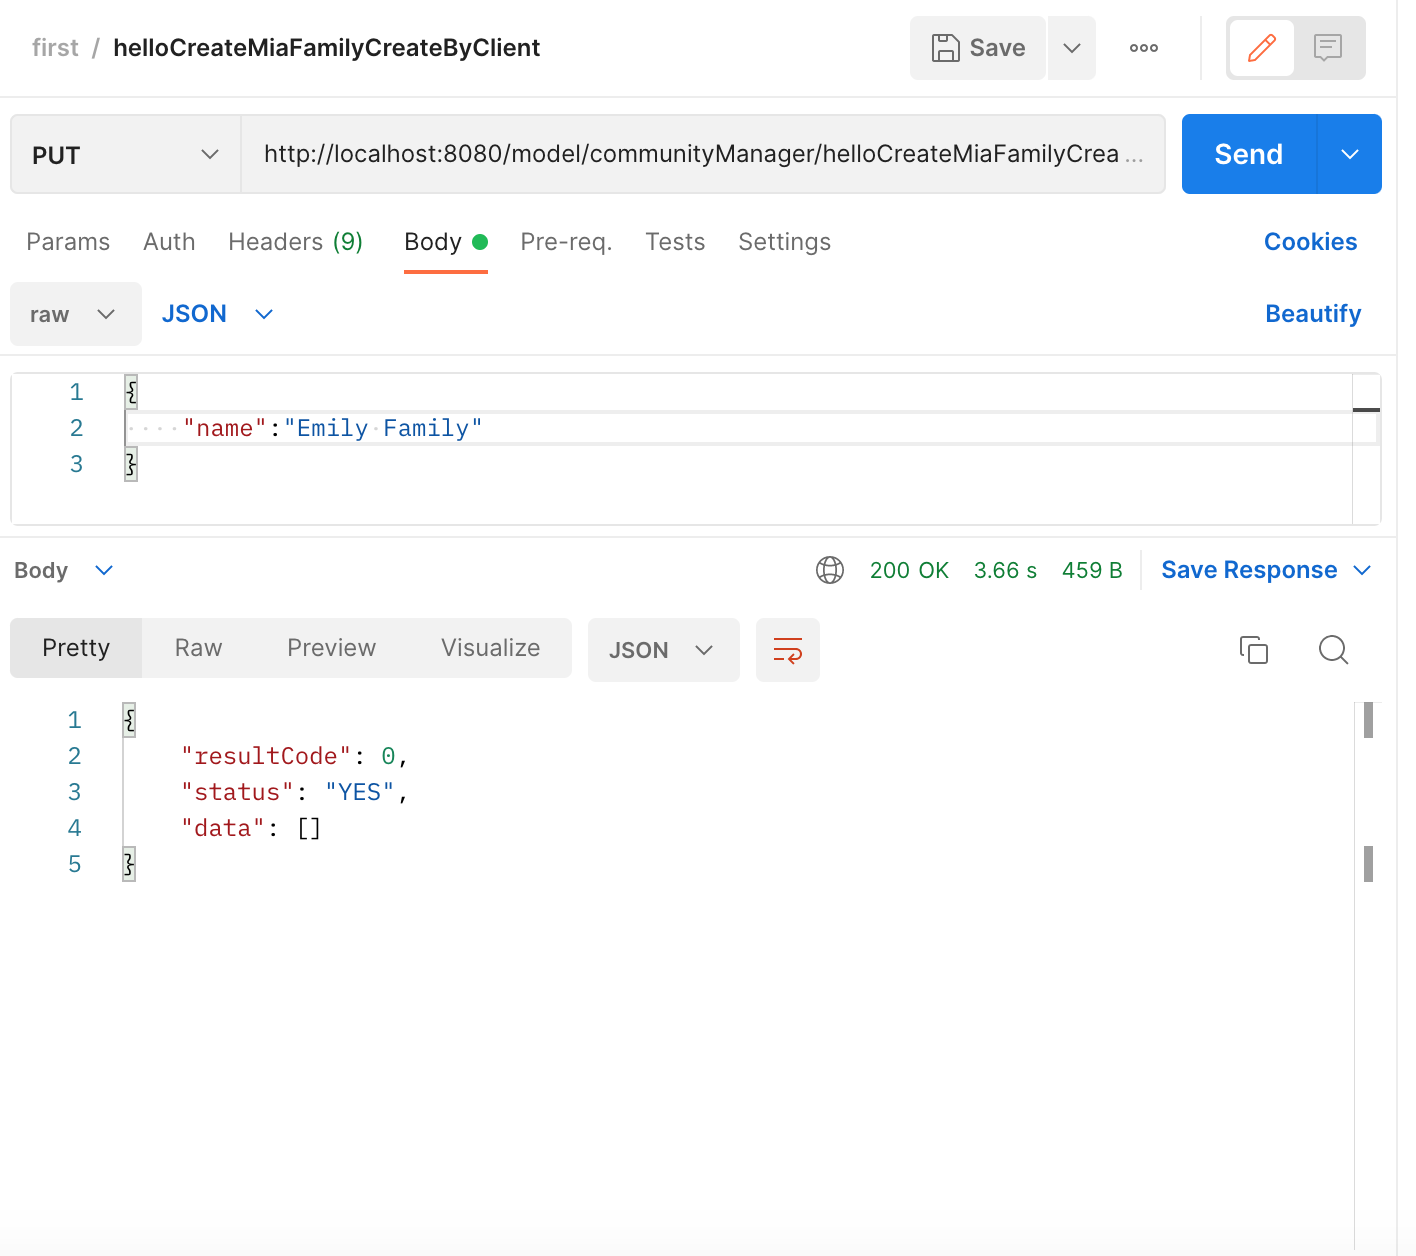 first / helloCreateMiaFamilyCreateByClient
Save
PUT
http://localhost:8080/model/communityManager/helloCreateMiaFamilyCrea ...
Send
Params Auth Headers (9) Body Pre-req. Tests Settings Cookies
raw JSON Beautify
1 {
2 "name":"Emily Family"
3 }
Body 200 OK 3.66 s 459 B Save Response
Pretty Raw Preview Visualize JSON
1 {
2 "resultCode": 0,
3 "status": "YES",
4 "data": []
5 }